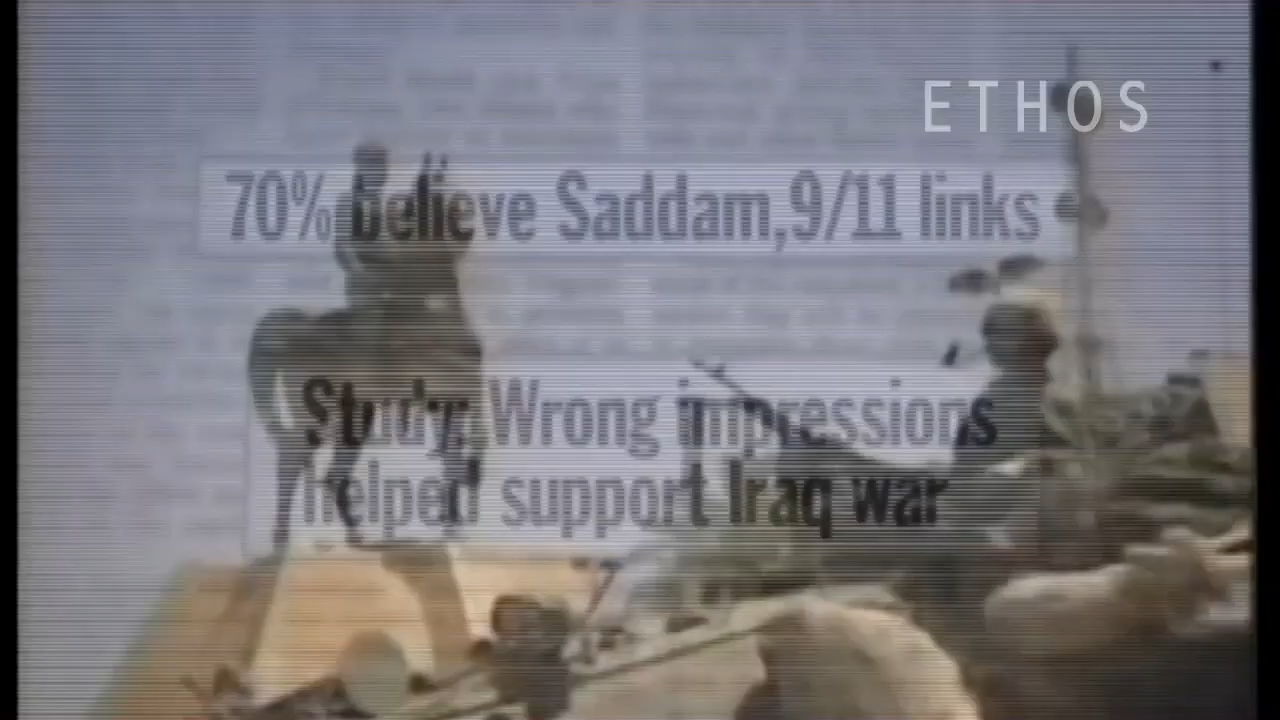 ETHOS
70% believe Saddam,9/11 links
Study: Wrong impressions
helped support Iraq war